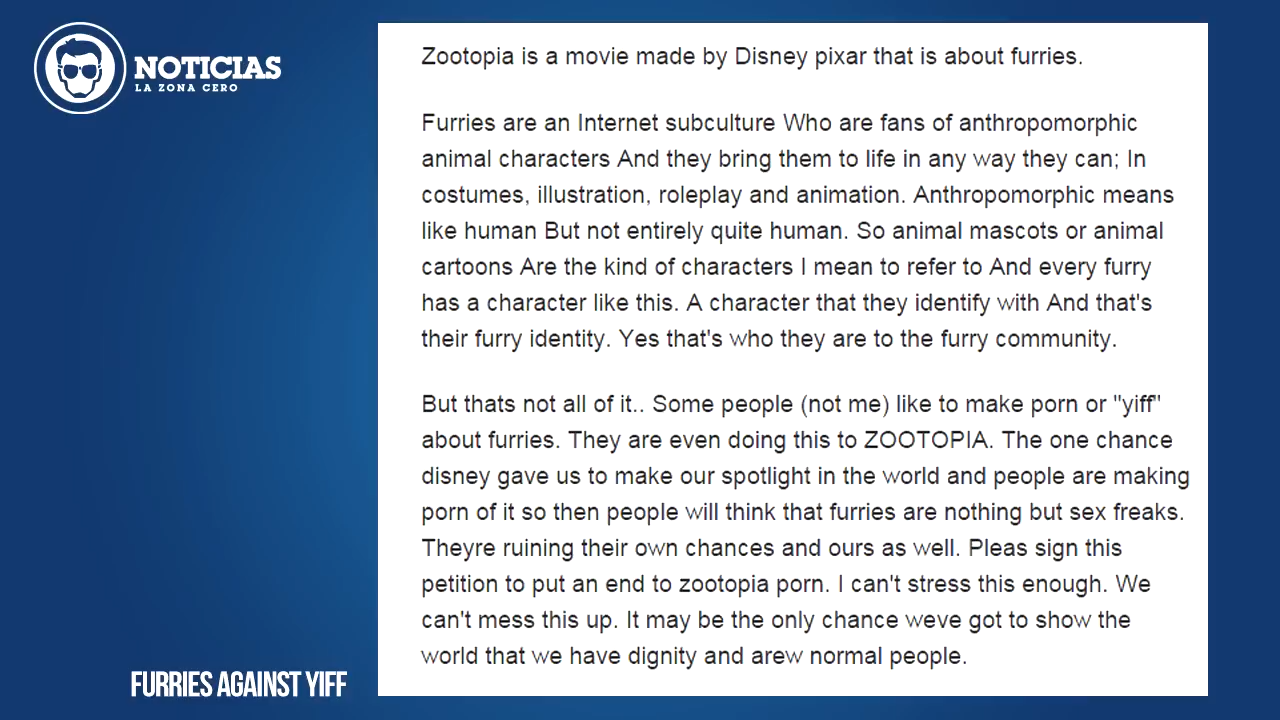 NOTICIAS
LA ZONA CERO
Zootopia is a movie made by Disney pixar that is about furries.
Furries are an Internet subculture Who are fans of anthropomorphic
animal characters And they bring them to life in any way they can; In
costumes, illustration, roleplay and animation. Anthropomorphic means
like human But not entirely quite human. So animal mascots or animal
cartoons Are the kind of characters I mean to refer to And every furry
has a character like this. A character that they identify with And that's
their furry identity. Yes that's who they are to the furry community.
But thats not all of it.. Some people (not me) like to make porn or "yiff"
about furries. They are even doing this to ZOOTOPIA. The one chance
disney gave us to make our spotlight in the world and people are making
porn of it so then people will think that furries are nothing but sex freaks.
Theyre ruining their own chances and ours as well. Pleas sign this
petition to put an end to zootopia porn. I can't stress this enough. We
can't mess this up. It may be the only chance weve got to show the
world that we have dignity and arew normal people.
FURRIES AGAINST YIFF